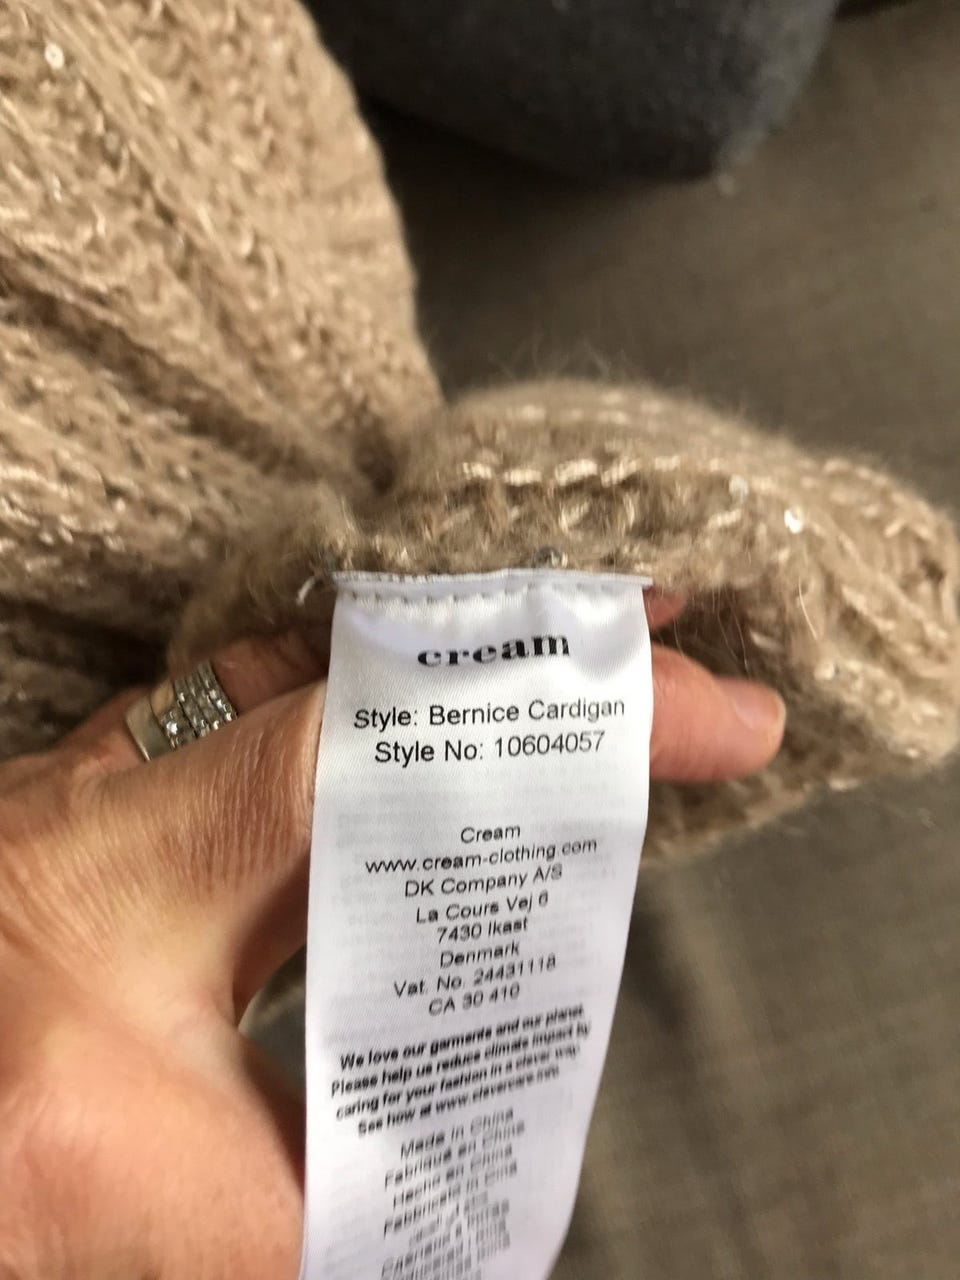 cream
Style: Bernice Cardigan
Style No: 10604057
Cream
www.cream-clothing.com
DK Company A/S
La Cours Vej 6
7430 Ikast
Denmark
Vat. No. 24431118
CA 30 410
We love our garments and our planet.
Please help us reduce climate impact by
caring for your fashion in a clever way.
See how at www.clevercare.info
Made in China
Fabriqué en Chine
Hecho en China
Fabbricato in Cina